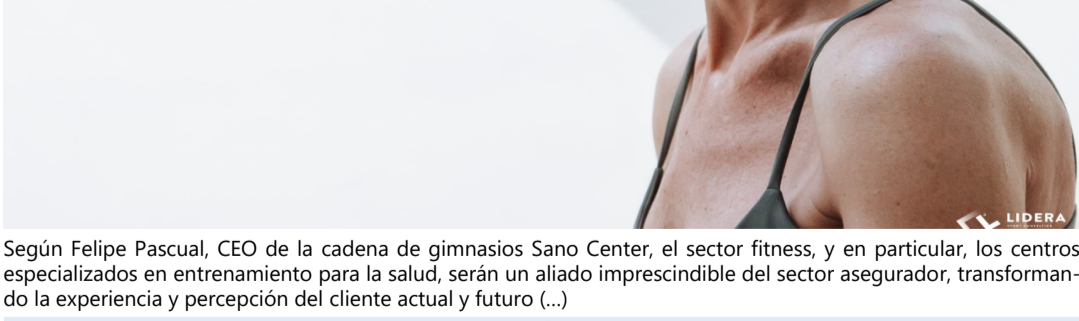 LIDERA
Según Felipe Pascual, CEO de la cadena de gimnasios Sano Center, el sector fitness, y en particular, los centros
especializados en entrenamiento para la salud, serán un aliado imprescindible del sector asegurador, transforman-
do la experiencia y percepción del cliente actual y futuro (...)